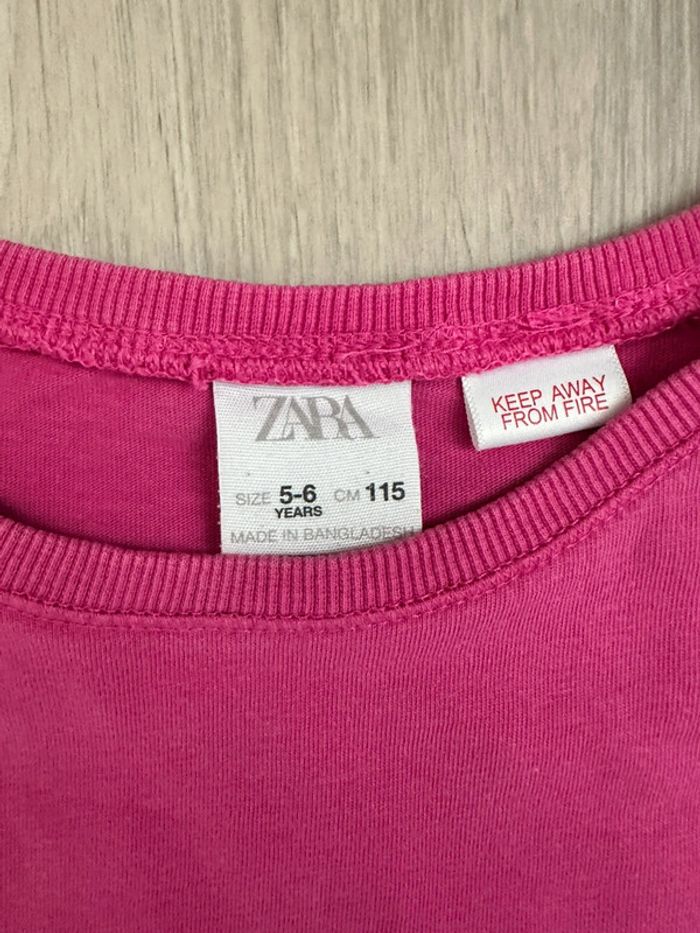 ZARA
SIZE 5-6 CM 115
YEARS
MADE IN BANGLADESH
KEEP AWAY
FROM FIRE